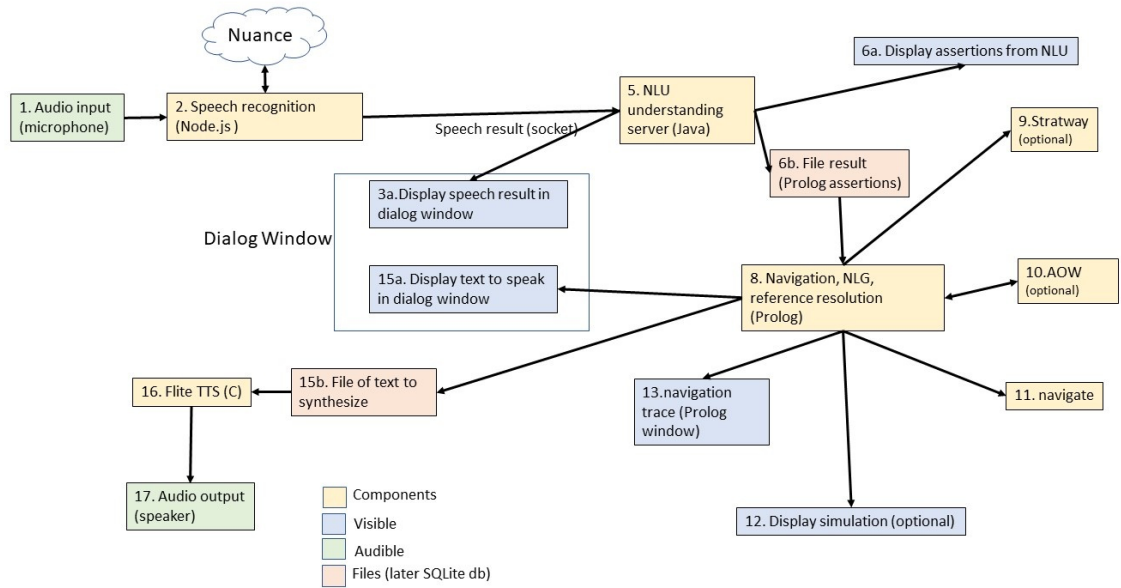 Nuance
6a. Display assertions from NLU
1. Audio input
(microphone)
2. Speech recognition
(Node.js )
Speech result (socket)
5. NLU
understanding
server (Java)
9.Stratway
(optional)
6b. File result
(Prolog assertions)
3a.Display speech result in
dialog window
Dialog Window
15a. Display text to speak
in dialog window
8. Navigation, NLG,
reference resolution
(Prolog)
10.AOW
(optional)
16. Flite TTS (C)
15b. File of text to
synthesize
13.navigation
trace (Prolog
window)
11. navigate
17. Audio output
(speaker)
12. Display simulation (optional)
Components
Visible
Audible
Files (later SQLite db)